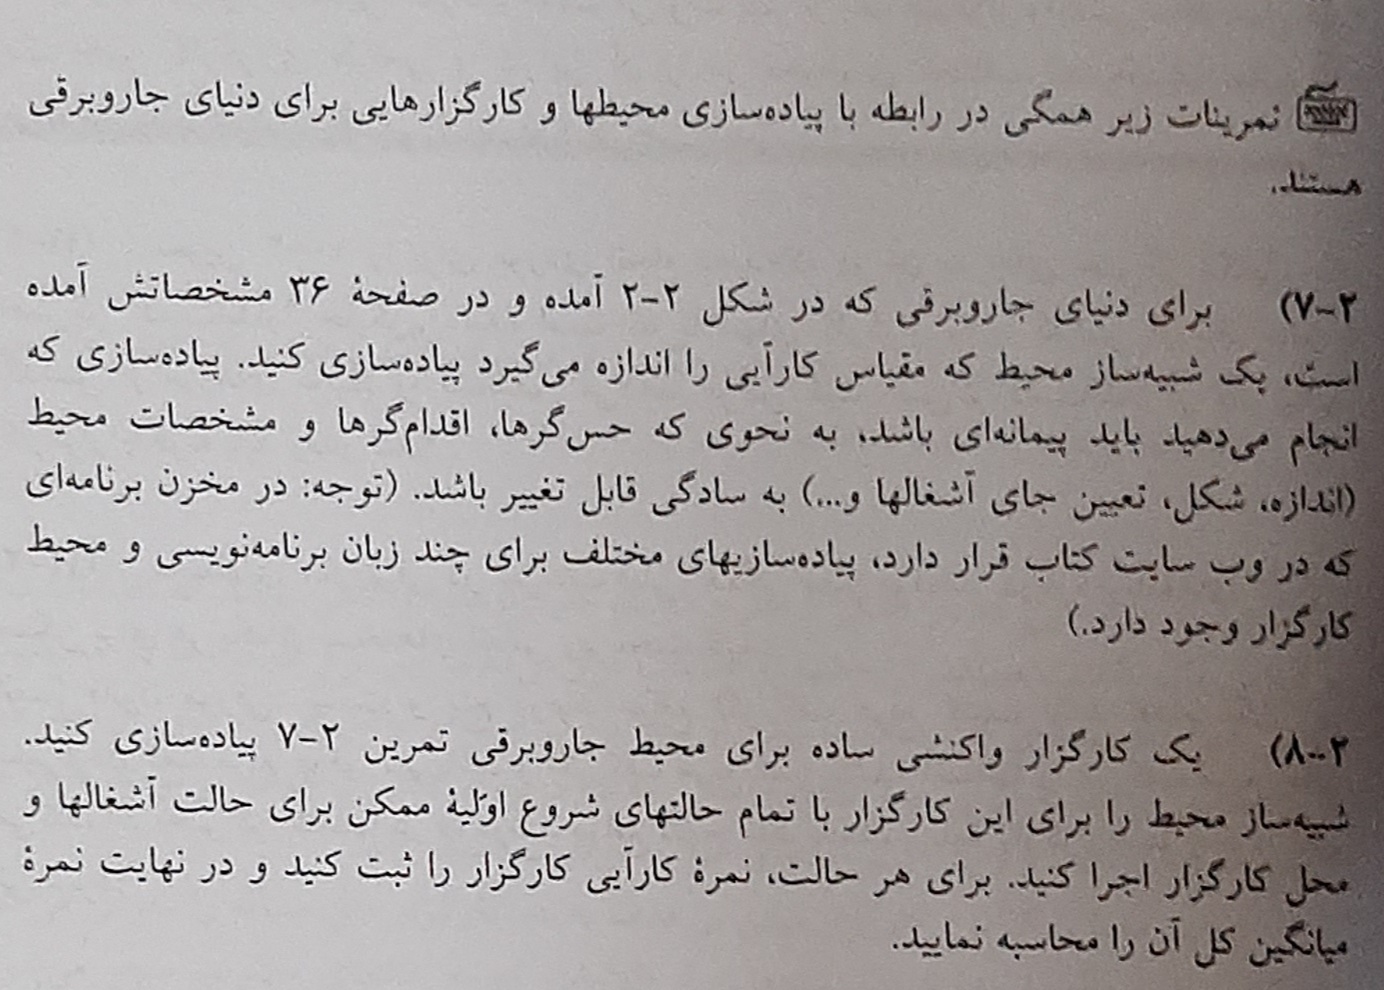 تمرینات زیر همگی در رابطه با پیاده‌سازی محیطها و کارگزارهایی برای دنیای جاروبرقی
هستند.
۲-۷) برای دنیای جاروبرقی که در شکل ۲-۲ آمده و در صفحهٔ ۳۶ مشخصاتش آمده
است، یک شبیه‌ساز محیط که مقیاس کارآیی را اندازه می‌گیرد پیاده‌سازی کنید. پیاده‌سازی که
انجام می‌دهید باید پیمانه‌ای باشد، به نحوی که حس‌گرها، اقدام‌گرها و مشخصات محیط
(اندازه، شکل، تعیین جای آشغالها و...) به سادگی قابل تغییر باشد. (توجه: در مخزن برنامه‌ای
که در وب سایت کتاب قرار دارد، پیاده‌سازیهای مختلف برای چند زبان برنامه‌نویسی و محیط
کارگزار وجود دارد.)
۲-۸) یک کارگزار واکنشی ساده برای محیط جاروبرقی تمرین ۲-۷ پیاده‌سازی کنید.
شبیه‌ساز محیط را برای این کارگزار با تمام حالتهای شروع اوّلیهٔ ممکن برای حالت آشغالها و
محل کارگزار اجرا کنید. برای هر حالت، نمرهٔ کارآیی کارگزار را ثبت کنید و در نهایت نمرهٔ
میانگین کل آن را محاسبه نمایید.